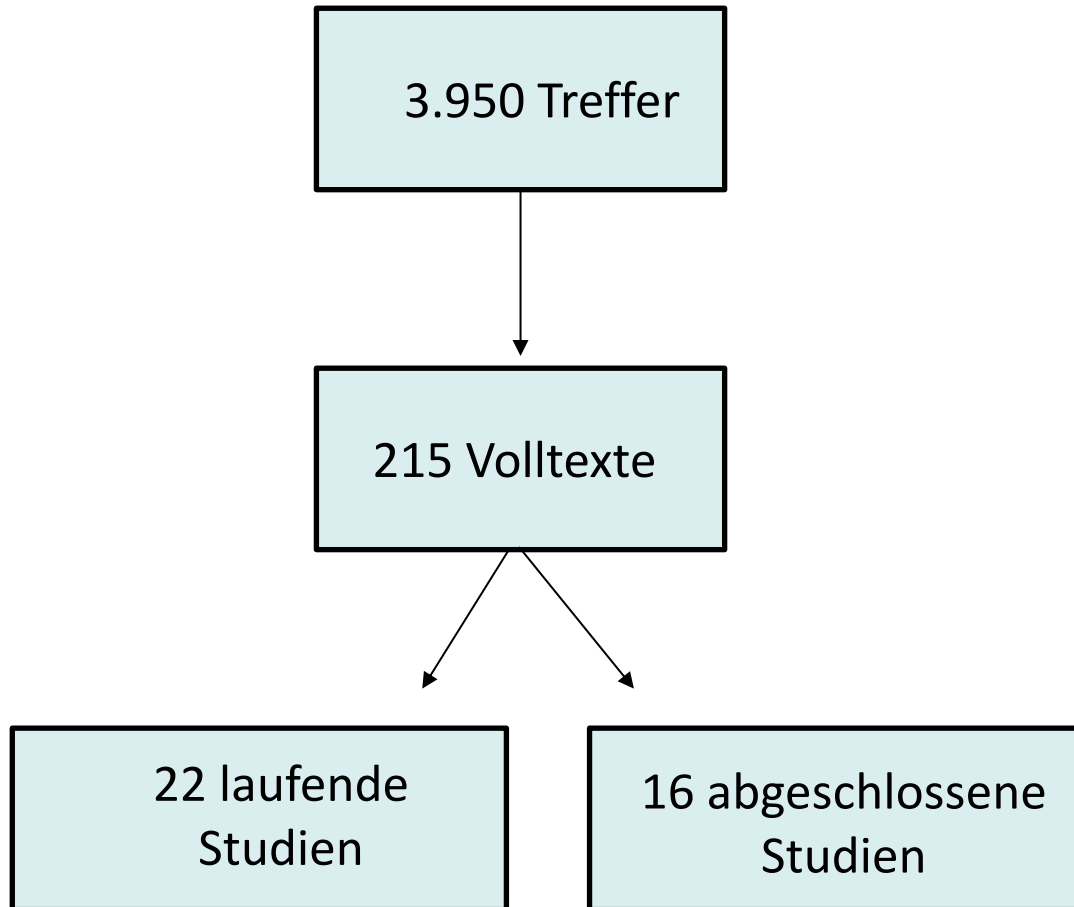 3.950 Treffer
215 Volltexte
22 laufende
Studien
16 abgeschlossene
Studien